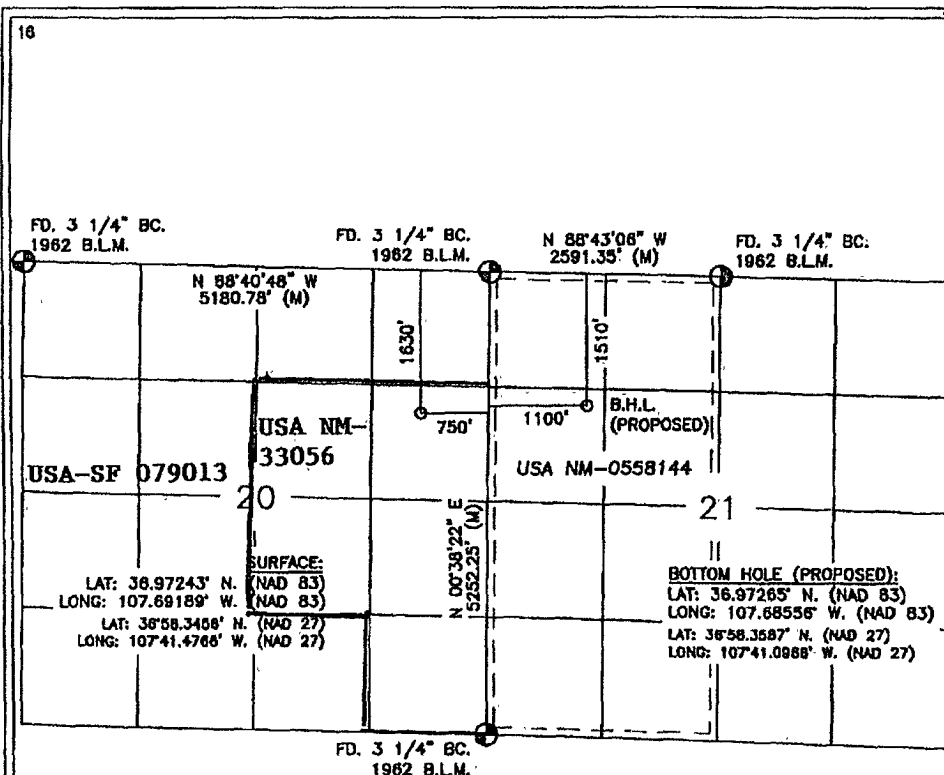 16
FD. 3 1/4" BC.
1962 B.L.M.
FD. 3 1/4" BC.
1962 B.L.M.
N 88°43'06" W
2591.35' (M)
FD. 3 1/4" BC.
1962 B.L.M.
N 88°40'48" W
5180.78' (M)
1630'
1510'
750'
1100'
B.H.L.
(PROPOSED)
USA NM-
33056
USA-SF 079013
USA NM-0558144
20
21
N 00°38'22" E
5252.25' (M)
SURFACE:
LAT: 36.97243° N. (NAD 83)
LONG: 107.69189° W. (NAD 83)
LAT: 36°58.3456' N. (NAD 27)
LONG: 107°41.4766' W. (NAD 27)
BOTTOM HOLE (PROPOSED):
LAT: 36.97265° N. (NAD 83)
LONG: 107.68556° W. (NAD 83)
LAT: 36°58.3587' N. (NAD 27)
LONG: 107°41.0968' W. (NAD 27)
FD. 3 1/4" BC.
1962 B.L.M.